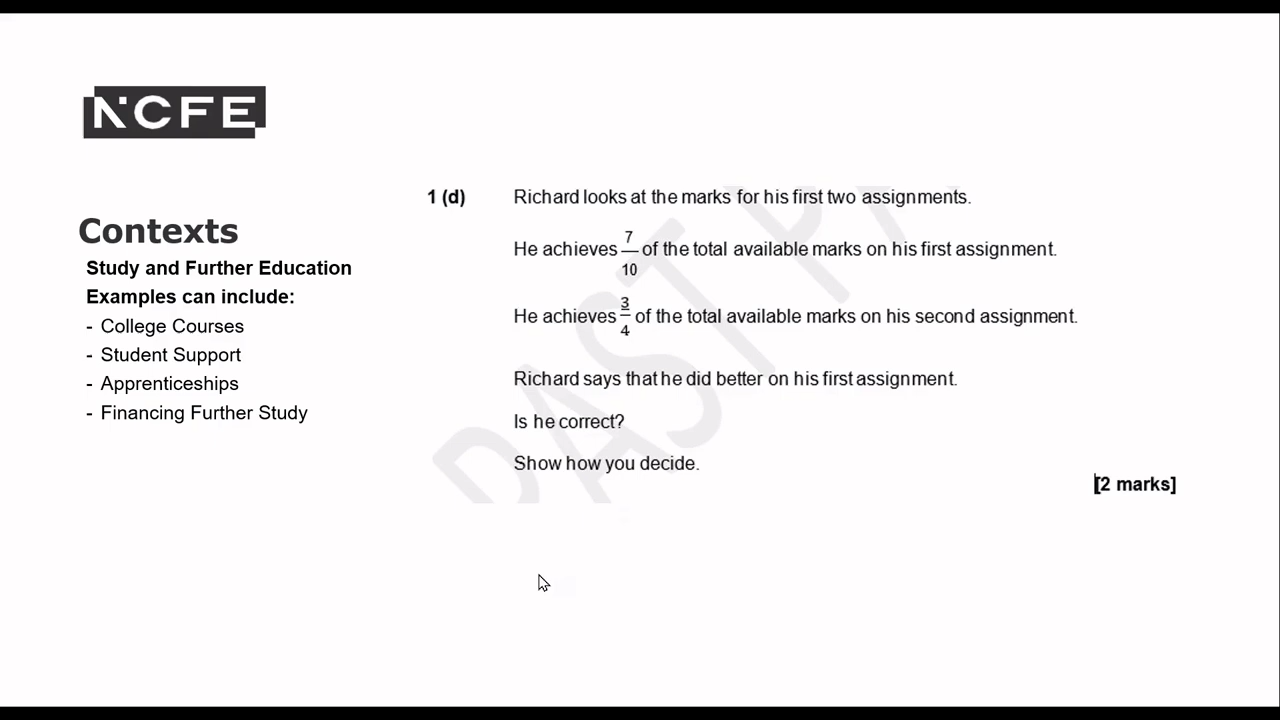 NCFE
Contexts
Study and Further Education
Examples can include:
- College Courses
- Student Support
- Apprenticeships
- Financing Further Study
1 (d) Richard looks at the marks for his first two assignments.
He achieves 7/10 of the total available marks on his first assignment.
He achieves 3/4 of the total available marks on his second assignment.
Richard says that he did better on his first assignment.
Is he correct?
Show how you decide.
[2 marks]
PAST